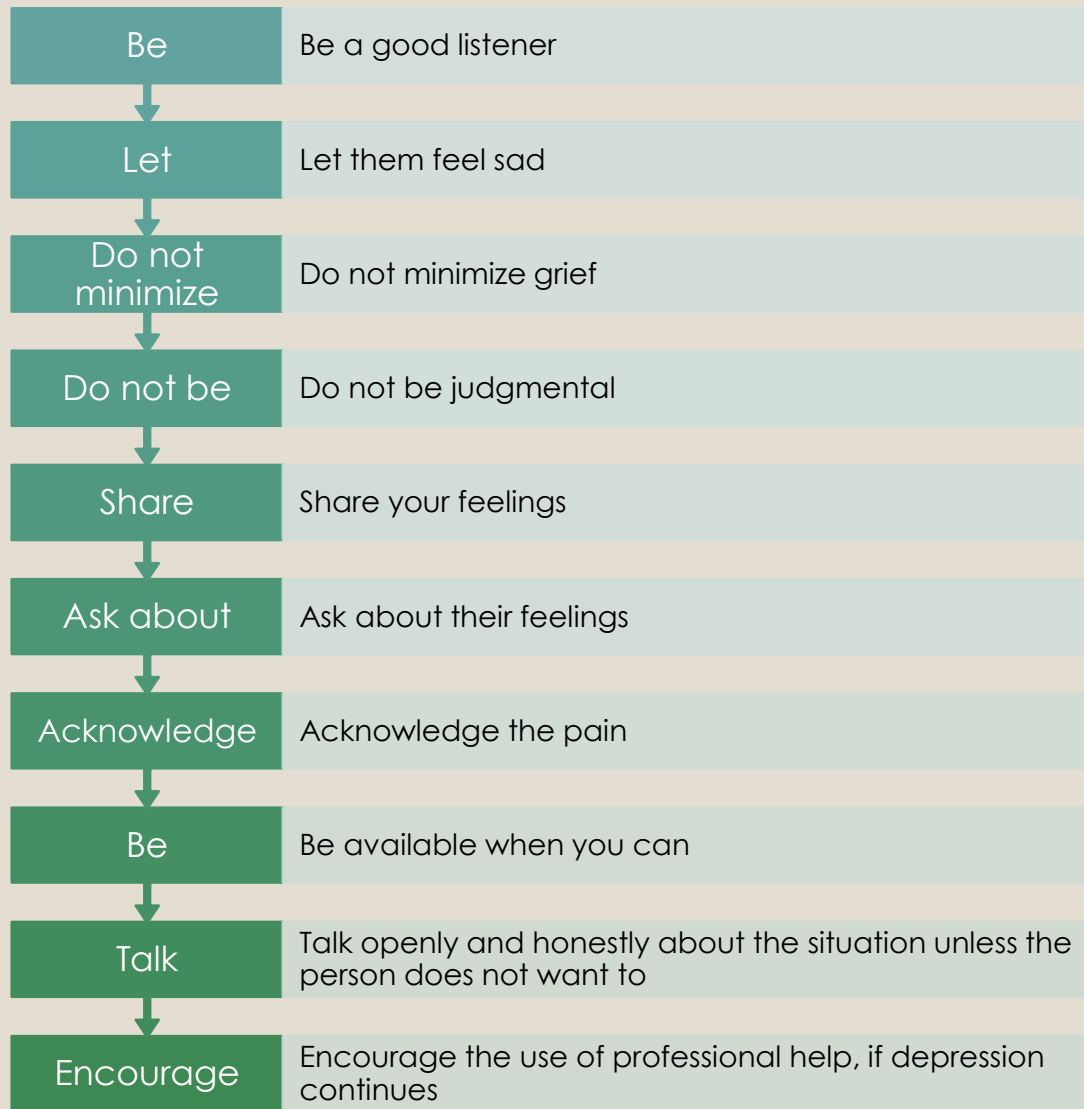 Be
Be a good listener
Let
Let them feel sad
Do not
minimize
Do not minimize grief
Do not be
Do not be judgmental
Share
Share your feelings
Ask about
Ask about their feelings
Acknowledge
Acknowledge the pain
Be
Be available when you can
Talk
Talk openly and honestly about the situation unless the
person does not want to
Encourage
Encourage the use of professional help, if depression
continues